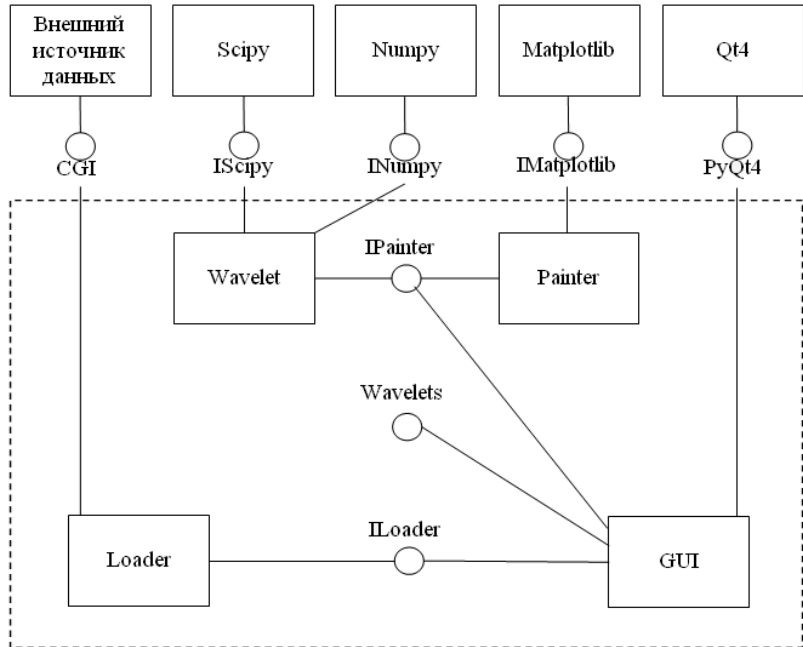 Внешний
источник
данных
Scipy
Numpy
Matplotlib
Qt4
CGI
IScipy
INumpy
IMatplotlib
PyQt4
Wavelet
IPainter
Painter
Wavelets
Loader
ILoader
GUI